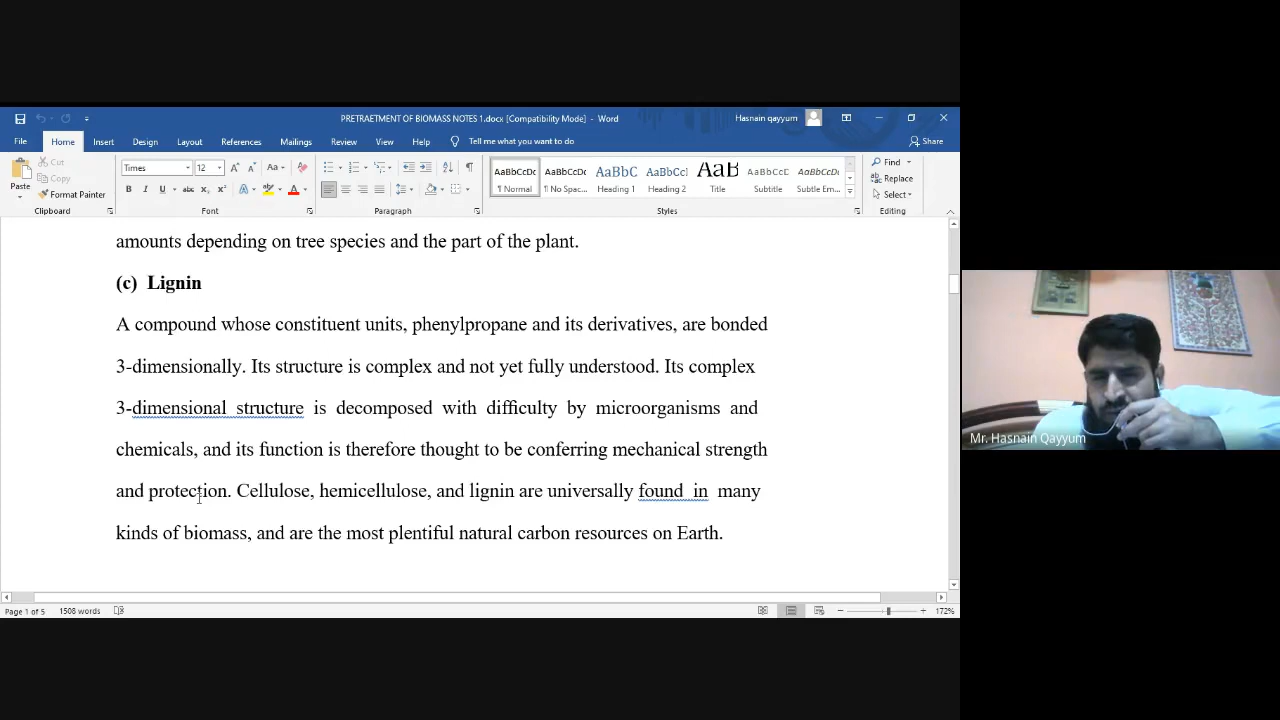 PRETRAETMENT OF BIOMASS NOTES 1.docx [Compatibility Mode] - Word
Hasnain qayyum
File Home Insert Design Layout References Mailings Review View Help Tell me what you want to do Share
Paste
Cut
Copy
Format Painter
Clipboard
Times 12
Font
Paragraph
AaBbCcDc AaBbCcDc AaBbC AaBbCcI AaB AaBbCcD AaBbCcDc
¶ Normal ¶ No Spac... Heading 1 Heading 2 Title Subtitle Subtle Em...
Styles
Find
Replace
Select
Editing
amounts depending on tree species and the part of the plant.
(c) Lignin
A compound whose constituent units, phenylpropane and its derivatives, are bonded
3-dimensionally. Its structure is complex and not yet fully understood. Its complex
3-dimensional structure is decomposed with difficulty by microorganisms and
chemicals, and its function is therefore thought to be conferring mechanical strength
and protection. Cellulose, hemicellulose, and lignin are universally found in many
kinds of biomass, and are the most plentiful natural carbon resources on Earth.
Page 1 of 5 1508 words 172%
Mr. Hasnain Qayyum